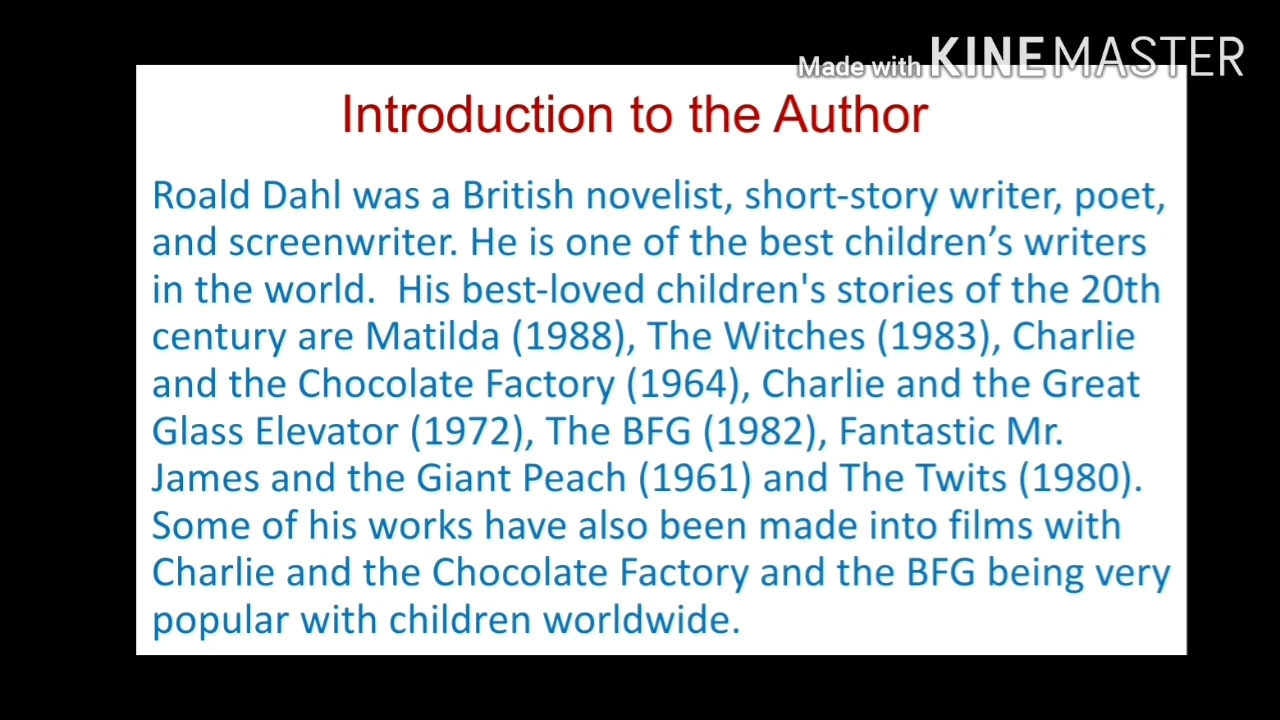 Made with KINEMASTER
Introduction to the Author
Roald Dahl was a British novelist, short-story writer, poet,
and screenwriter. He is one of the best children’s writers
in the world.  His best-loved children's stories of the 20th
century are Matilda (1988), The Witches (1983), Charlie
and the Chocolate Factory (1964), Charlie and the Great
Glass Elevator (1972), The BFG (1982), Fantastic Mr.
James and the Giant Peach (1961) and The Twits (1980).
Some of his works have also been made into films with
Charlie and the Chocolate Factory and the BFG being very
popular with children worldwide.